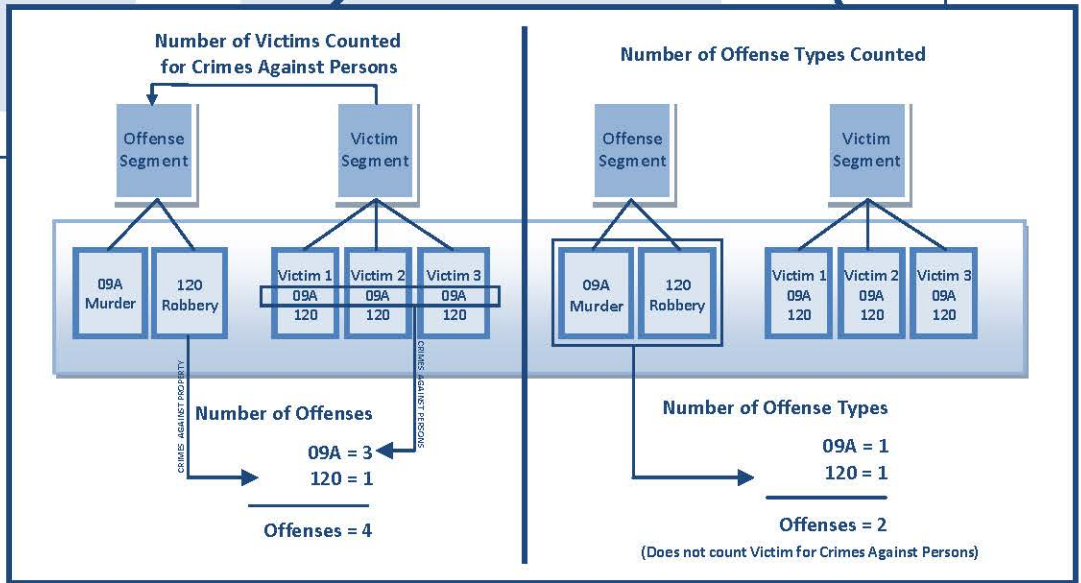 Number of Victims Counted
for Crimes Against Persons
Offense
Segment
Victim
Segment
09A
Murder
120
Robbery
Victim 1
09A
120
Victim 2
09A
120
Victim 3
09A
120
CRIMES AGAINST PROPERTY
CRIMES AGAINST PERSONS
Number of Offenses
09A = 3
120 = 1
Offenses = 4
Number of Offense Types Counted
Offense
Segment
Victim
Segment
09A
Murder
120
Robbery
Victim 1
09A
120
Victim 2
09A
120
Victim 3
09A
120
Number of Offense Types
09A = 1
120 = 1
Offenses = 2
(Does not count Victim for Crimes Against Persons)